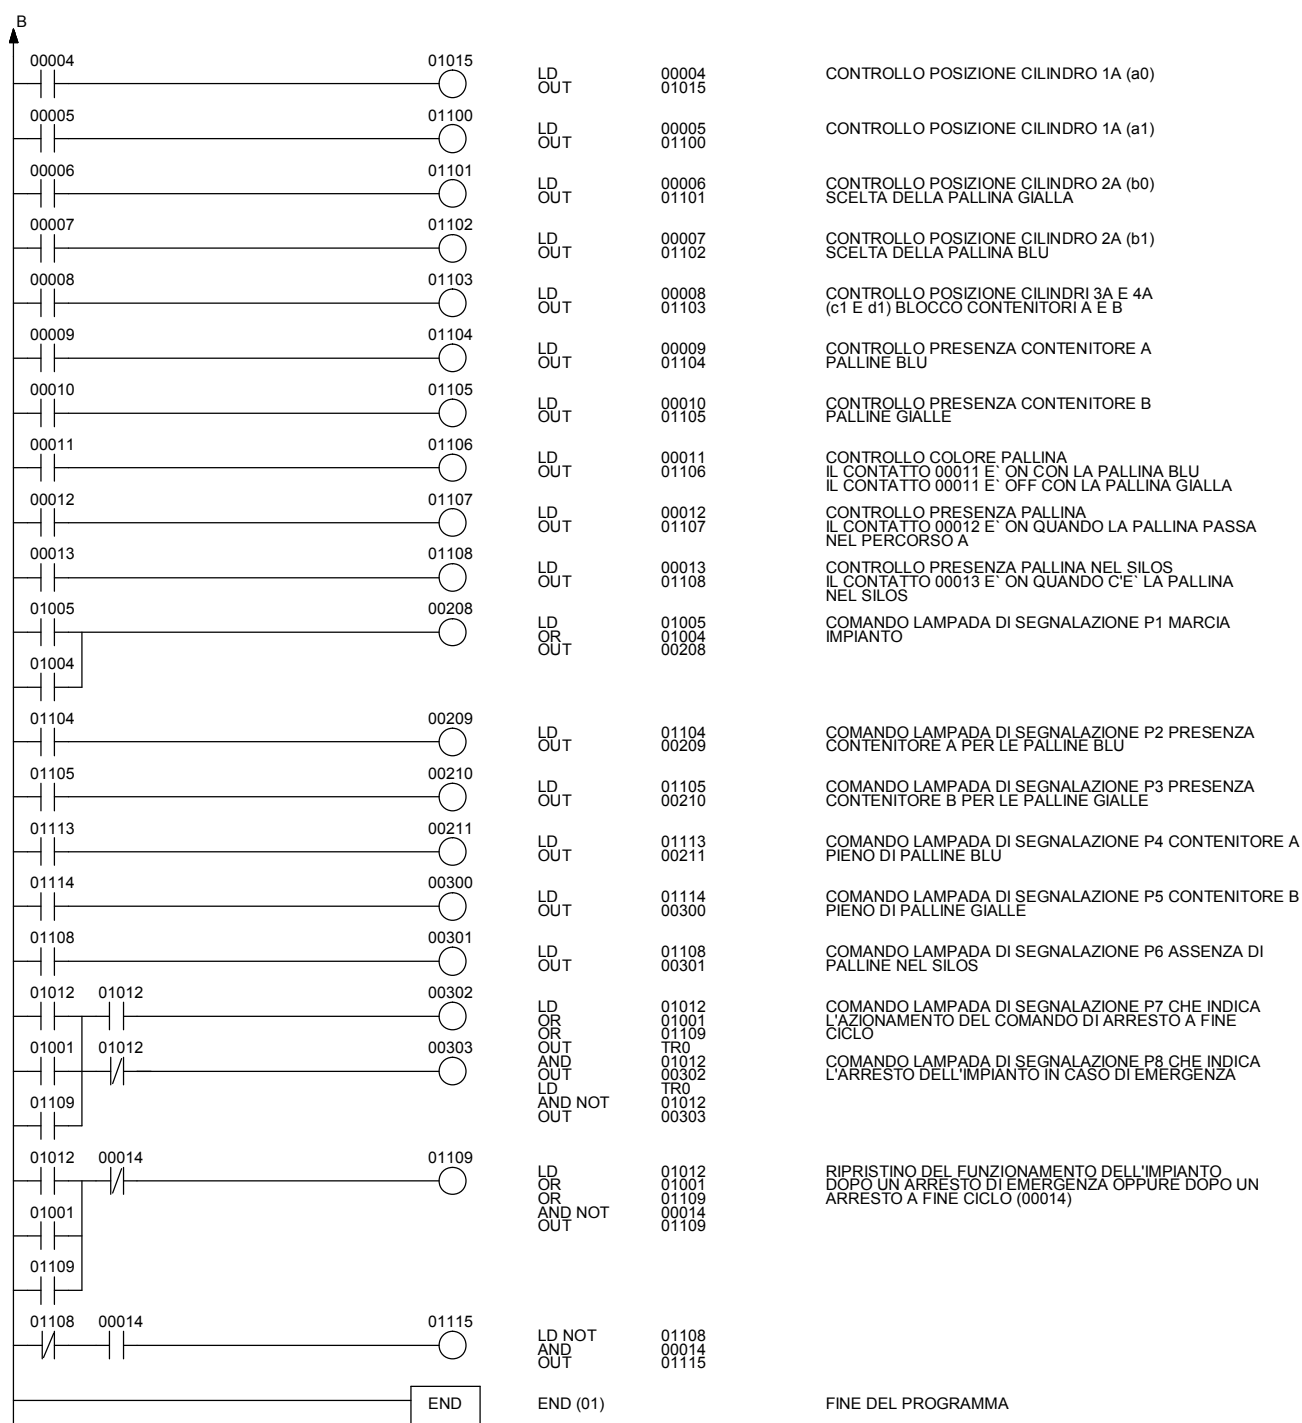 B
00004 01015
LD 00004 CONTROLLO POSIZIONE CILINDRO 1A (a0)
OUT 01015
00005 01100
LD 00005 CONTROLLO POSIZIONE CILINDRO 1A (a1)
OUT 01100
00006 01101
LD 00006 CONTROLLO POSIZIONE CILINDRO 2A (b0)
OUT 01101 SCELTA DELLA PALLINA GIALLA
00007 01102
LD 00007 CONTROLLO POSIZIONE CILINDRO 2A (b1)
OUT 01102 SCELTA DELLA PALLINA BLU
00008 01103
LD 00008 CONTROLLO POSIZIONE CILINDRI 3A E 4A
OUT 01103 (c1 E d1) BLOCCO CONTENITORI A E B
00009 01104
LD 00009 CONTROLLO PRESENZA CONTENITORE A
OUT 01104 PALLINE BLU
00010 01105
LD 00010 CONTROLLO PRESENZA CONTENITORE B
OUT 01105 PALLINE GIALLE
00011 01106
LD 00011 CONTROLLO COLORE PALLINA
OUT 01106 IL CONTATTO 00011 E` ON CON LA PALLINA BLU
IL CONTATTO 00011 E` OFF CON LA PALLINA GIALLA
00012 01107
LD 00012 CONTROLLO PRESENZA PALLINA
OUT 01107 IL CONTATTO 00012 E` ON QUANDO LA PALLINA PASSA
NEL PERCORSO A
00013 01108
LD 00013 CONTROLLO PRESENZA PALLINA NEL SILOS
OUT 01108 IL CONTATTO 00013 E` ON QUANDO C'E` LA PALLINA
NEL SILOS
01005 00208
LD 01005 COMANDO LAMPADA DI SEGNALAZIONE P1 MARCIA
OR 01004 IMPIANTO
OUT 00208
01004
01104 00209
LD 01104 COMANDO LAMPADA DI SEGNALAZIONE P2 PRESENZA
OUT 00209 CONTENITORE A PER LE PALLINE BLU
01105 00210
LD 01105 COMANDO LAMPADA DI SEGNALAZIONE P3 PRESENZA
OUT 00210 CONTENITORE B PER LE PALLINE GIALLE
01113 00211
LD 01113 COMANDO LAMPADA DI SEGNALAZIONE P4 CONTENITORE A
OUT 00211 PIENO DI PALLINE BLU
01114 00300
LD 01114 COMANDO LAMPADA DI SEGNALAZIONE P5 CONTENITORE B
OUT 00300 PIENO DI PALLINE GIALLE
01108 00301
LD 01108 COMANDO LAMPADA DI SEGNALAZIONE P6 ASSENZA DI
OUT 00301 PALLINE NEL SILOS
01012 01012 00302
LD 01012 COMANDO LAMPADA DI SEGNALAZIONE P7 CHE INDICA
OR 01001 L'AZIONAMENTO DEL COMANDO DI ARRESTO A FINE
OR 01109 CICLO
01001 01012 00303
OUT TR0
AND 01012 COMANDO LAMPADA DI SEGNALAZIONE P8 CHE INDICA
OUT 00302 L'ARRESTO DELL'IMPIANTO IN CASO DI EMERGENZA
LD TR0
01109
AND NOT 01012
OUT 00303
01012 00014 01109
LD 01012 RIPRISTINO DEL FUNZIONAMENTO DELL'IMPIANTO
OR 01001 DOPO UN ARRESTO DI EMERGENZA OPPURE DOPO UN
OR 01109 ARRESTO A FINE CICLO (00014)
01001
AND NOT 00014
OUT 01109
01109
01108 00014 01115
LD NOT 01108
AND 00014
OUT 01115
END END (01) FINE DEL PROGRAMMA